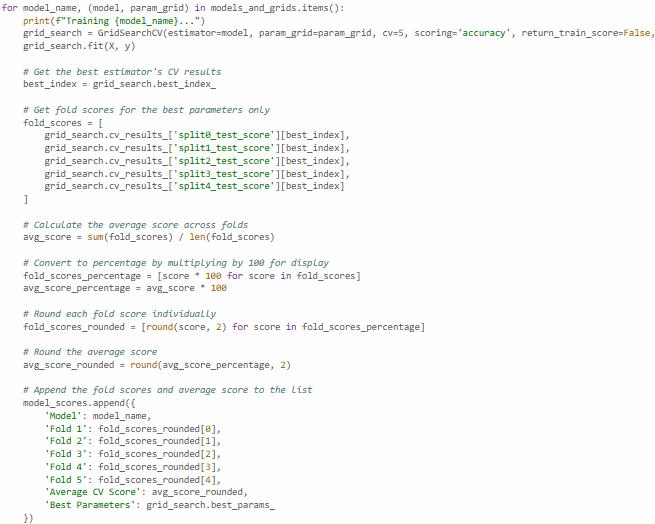 for model_name, (model, param_grid) in models_and_grids.items():
    print(f"Training {model_name}...")
    grid_search = GridSearchCV(estimator=model, param_grid=param_grid, cv=5, scoring='accuracy', return_train_score=False,
    grid_search.fit(X, y)

    # Get the best estimator's CV results
    best_index = grid_search.best_index_

    # Get fold scores for the best parameters only
    fold_scores = [
        grid_search.cv_results_['split0_test_score'][best_index],
        grid_search.cv_results_['split1_test_score'][best_index],
        grid_search.cv_results_['split2_test_score'][best_index],
        grid_search.cv_results_['split3_test_score'][best_index],
        grid_search.cv_results_['split4_test_score'][best_index]
    ]

    # Calculate the average score across folds
    avg_score = sum(fold_scores) / len(fold_scores)

    # Convert to percentage by multiplying by 100 for display
    fold_scores_percentage = [score * 100 for score in fold_scores]
    avg_score_percentage = avg_score * 100

    # Round each fold score individually
    fold_scores_rounded = [round(score, 2) for score in fold_scores_percentage]

    # Round the average score
    avg_score_rounded = round(avg_score_percentage, 2)

    # Append the fold scores and average score to the list
    model_scores.append({
        'Model': model_name,
        'Fold 1': fold_scores_rounded[0],
        'Fold 2': fold_scores_rounded[1],
        'Fold 3': fold_scores_rounded[2],
        'Fold 4': fold_scores_rounded[3],
        'Fold 5': fold_scores_rounded[4],
        'Average CV Score': avg_score_rounded,
        'Best Parameters': grid_search.best_params_
    })